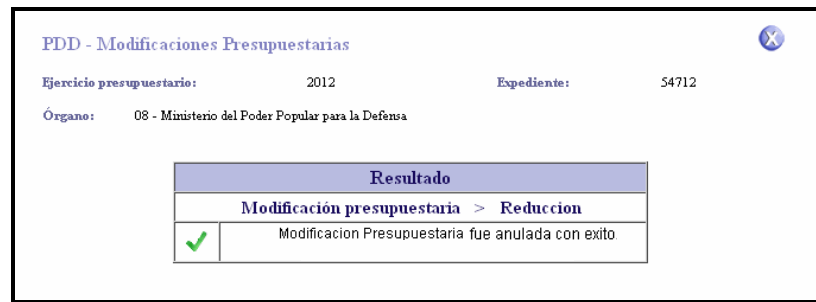 PDD - Modificaciones Presupuestarias
Ejercicio presupuestario: 2012 Expediente: 54712
Órgano: 08 - Ministerio del Poder Popular para la Defensa
Resultado
Modificación presupuestaria > Reduccion
Modificacion Presupuestaria fue anulada con exito.